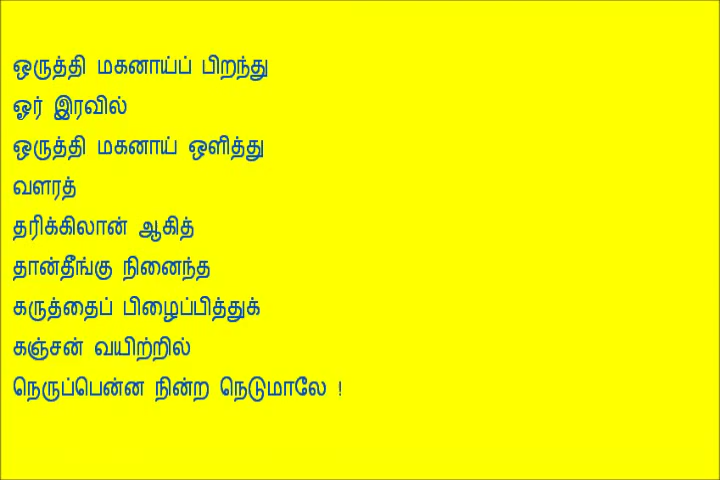 ஒருத்தி மகனாய்ப் பிறந்து
ஓர் இரவில்
ஒருத்தி மகனாய் ஒளித்து
வளரத்
தரிக்கிலான் ஆகித்
தான்தீங்கு நினைந்த
கருத்தைப் பிழைப்பித்துக்
கஞ்சன் வயிற்றில்
நெருப்பென்ன நின்ற நெடுமாலே !